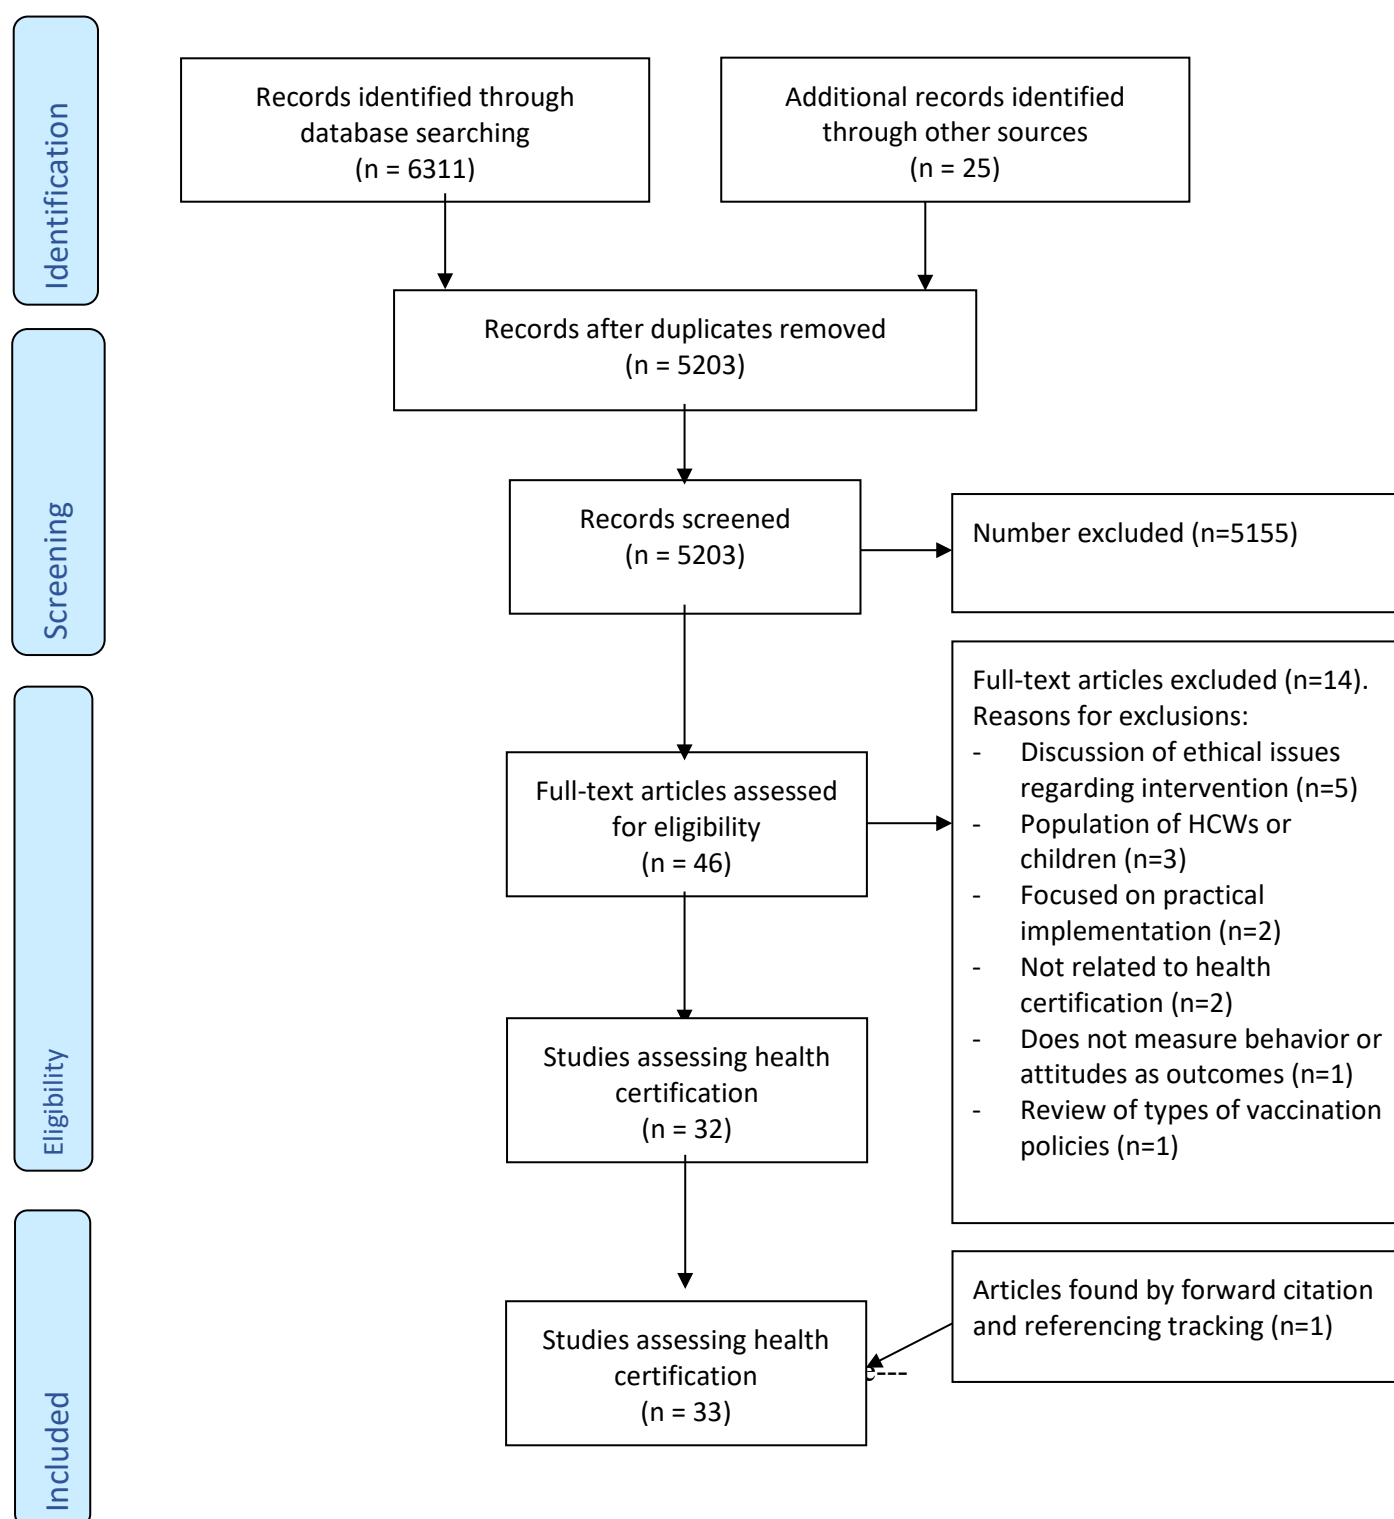 Identification
Records identified through
database searching
(n = 6311)
Additional records identified
through other sources
(n = 25)
Records after duplicates removed
(n = 5203)
Screening
Records screened
(n = 5203)
Number excluded (n=5155)
Eligibility
Full-text articles assessed
for eligibility
(n = 46)
Full-text articles excluded (n=14).
Reasons for exclusions:
- Discussion of ethical issues
regarding intervention (n=5)
- Population of HCWs or
children (n=3)
- Focused on practical
implementation (n=2)
- Not related to health
certification (n=2)
- Does not measure behavior or
attitudes as outcomes (n=1)
- Review of types of vaccination
policies (n=1)
Studies assessing health
certification
(n = 32)
Included
Studies assessing health
certification
(n = 33)
Articles found by forward citation
and referencing tracking (n=1)
---